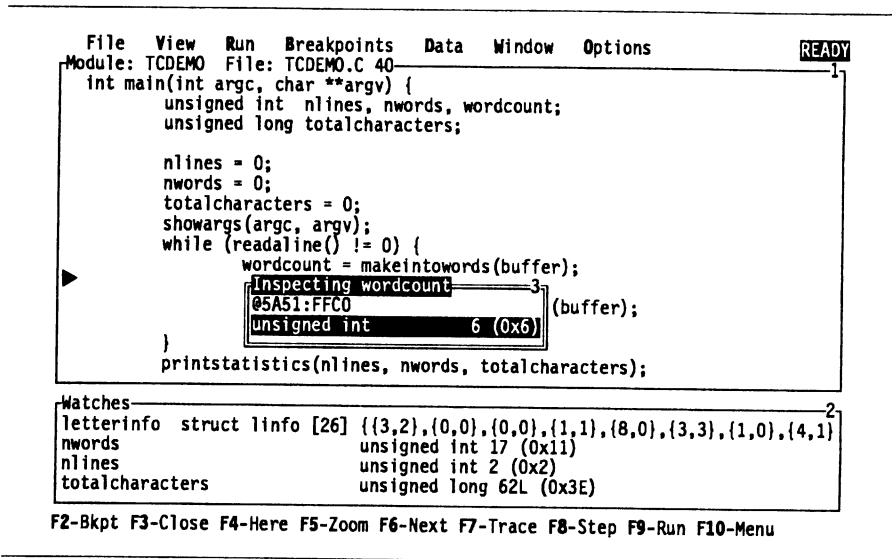 File View Run Breakpoints Data Window Options READY
Module: TCDEMO File: TCDEMO.C 40 1
int main(int argc, char **argv) {
unsigned int nlines, nwords, wordcount;
unsigned long totalcharacters;
nlines = 0;
nwords = 0;
totalcharacters = 0;
showargs(argc, argv);
while (readaline() != 0) {
wordcount = makeintowords(buffer);
Inspecting wordcount 3
@5A51:FFC0 (buffer);
unsigned int 6 (0x6)
}
printstatistics(nlines, nwords, totalcharacters);
Watches 2
letterinfo struct linfo [26] {{3,2},{0,0},{0,0},{1,1},{8,0},{3,3},{1,0},{4,1}
nwords unsigned int 17 (0x11)
nlines unsigned int 2 (0x2)
totalcharacters unsigned long 62L (0x3E)
F2-Bkpt F3-Close F4-Here F5-Zoom F6-Next F7-Trace F8-Step F9-Run F10-Menu